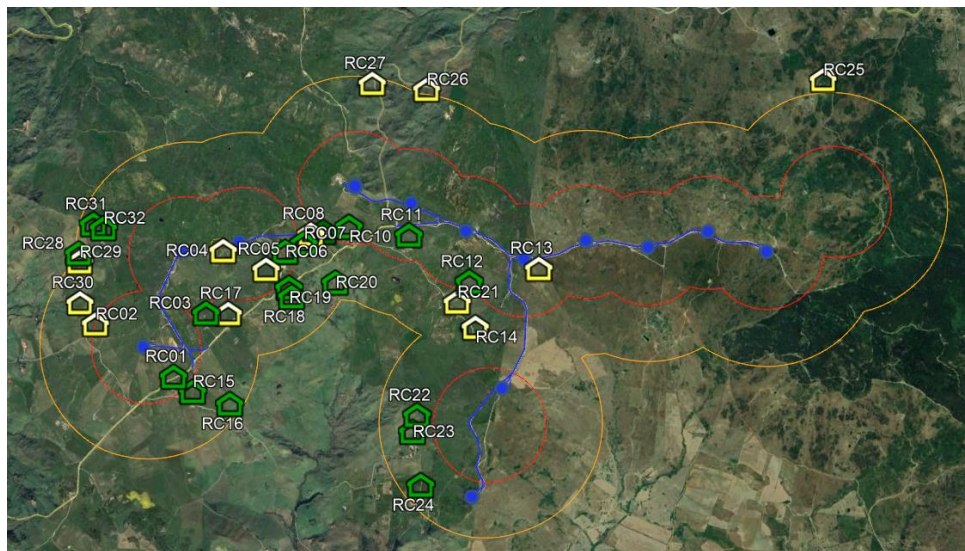 RC27
RC26
RC25
RC31
RC32
RC08
RC11
RC28
RC29
RC04
RC05
RC07
RC06
RC10
RC13
RC12
RC20
RC30
RC03
RC17
RC19
RC21
RC02
RC18
RC14
RC01
RC15
RC16
RC22
RC23
RC24